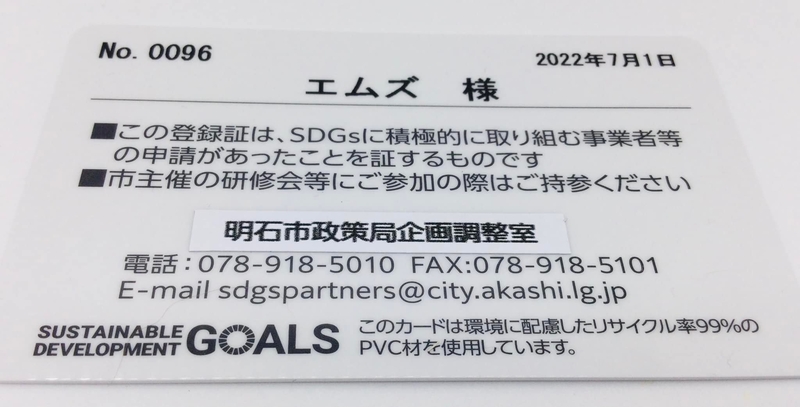 No. 0096
2022年7月1日
エムズ 様
■この登録証は、SDGsに積極的に取り組む事業者等
の申請があったことを証するものです
■市主催の研修会等にご参加の際はご持参ください
明石市政策局企画調整室
電話：078-918-5010 FAX:078-918-5101
E-mail sdgspartners@city.akashi.lg.jp
SUSTAINABLE
DEVELOPMENT GOALS
このカードは環境に配慮したリサイクル率99%の
PVC材を使用しています。